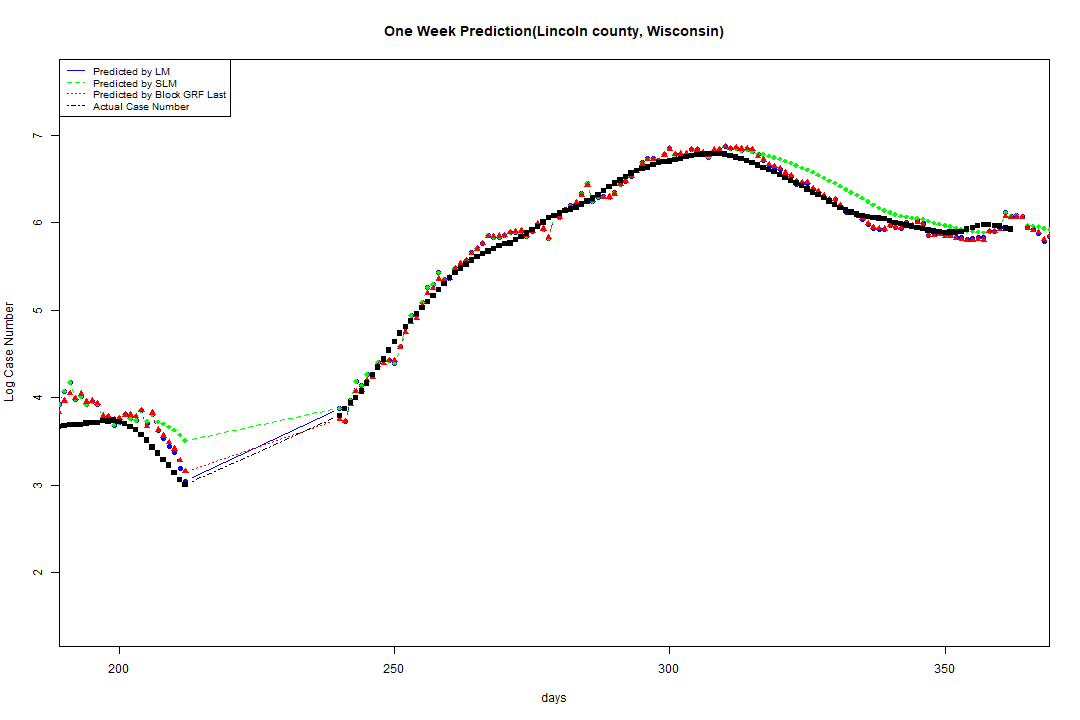 One Week Prediction(Lincoln county, Wisconsin)
Predicted by LM
Predicted by SLM
Predicted by Block GRF Last
Actual Case Number
7
6
5
4
3
2
Log Case Number
200 250 300 350
days